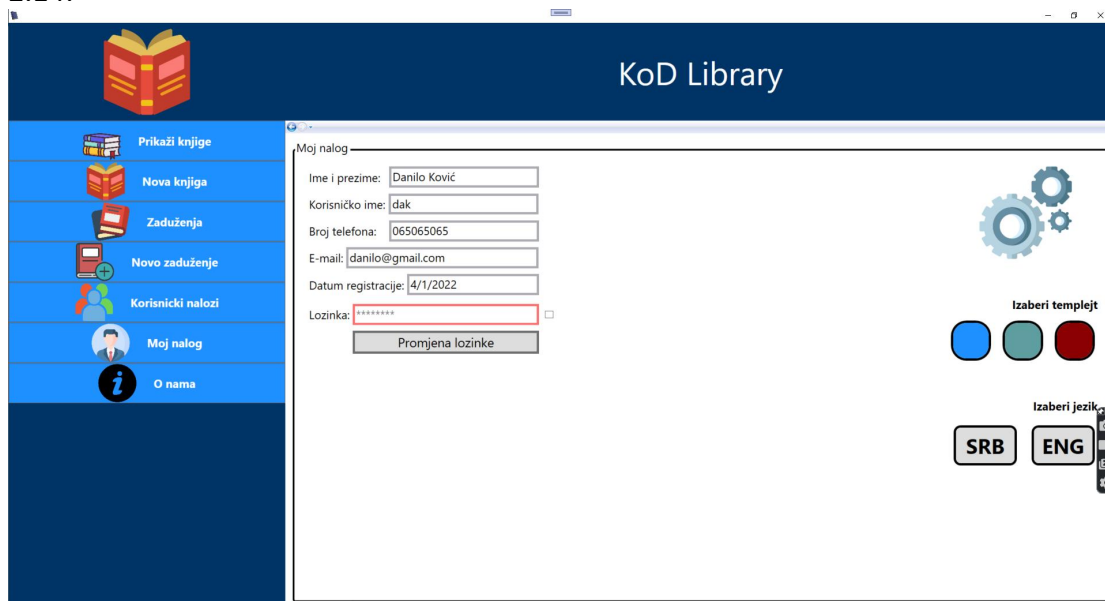 KoD Library
Prikaži knjige
Nova knjiga
Zaduženja
Novo zaduženje
Korisnicki nalozi
Moj nalog
O nama
Moj nalog
Ime i prezime: Danilo Ković
Korisničko ime: dak
Broj telefona: 065065065
E-mail: danilo@gmail.com
Datum registracije: 4/1/2022
Lozinka: ********
Promjena lozinke
Izaberi templejt
Izaberi jezik
SRB ENG